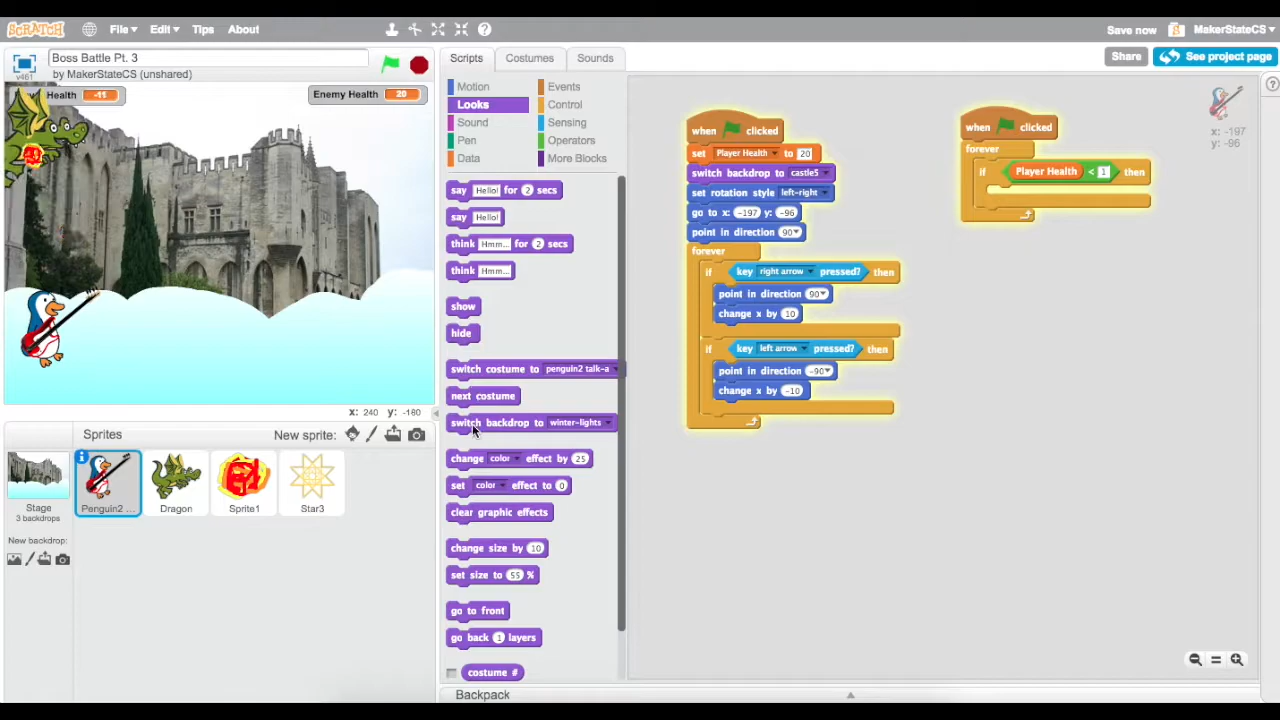 SCRATCH File Edit Tips About Save now MakerStateCS
v461 Boss Battle Pt. 3
by MakerStateCS (unshared)
Scripts Costumes Sounds
Share See project page
Health -11
Enemy Health 20
Motion Events
Looks Control
Sound Sensing
Pen Operators
Data More Blocks
say Hello! for 2 secs
say Hello!
think Hmm... for 2 secs
think Hmm...
show
hide
switch costume to penguin2 talk-a
next costume
switch backdrop to winter-lights
change color effect by 25
set color effect to 0
clear graphic effects
change size by 10
set size to 55 %
go to front
go back 1 layers
costume #
when clicked
set Player Health to 20
switch backdrop to castle5
set rotation style left-right
go to x: -197 y: -96
point in direction 90
forever
if key right arrow pressed? then
point in direction 90
change x by 10
if key left arrow pressed? then
point in direction -90
change x by -10
when clicked
forever
if Player Health < 1 then
x: -197
y: -96
x: 240 y: -180
Sprites New sprite:
Stage
3 backdrops
New backdrop:
Penguin2 ...
Dragon
Sprite1
Star3
Backpack